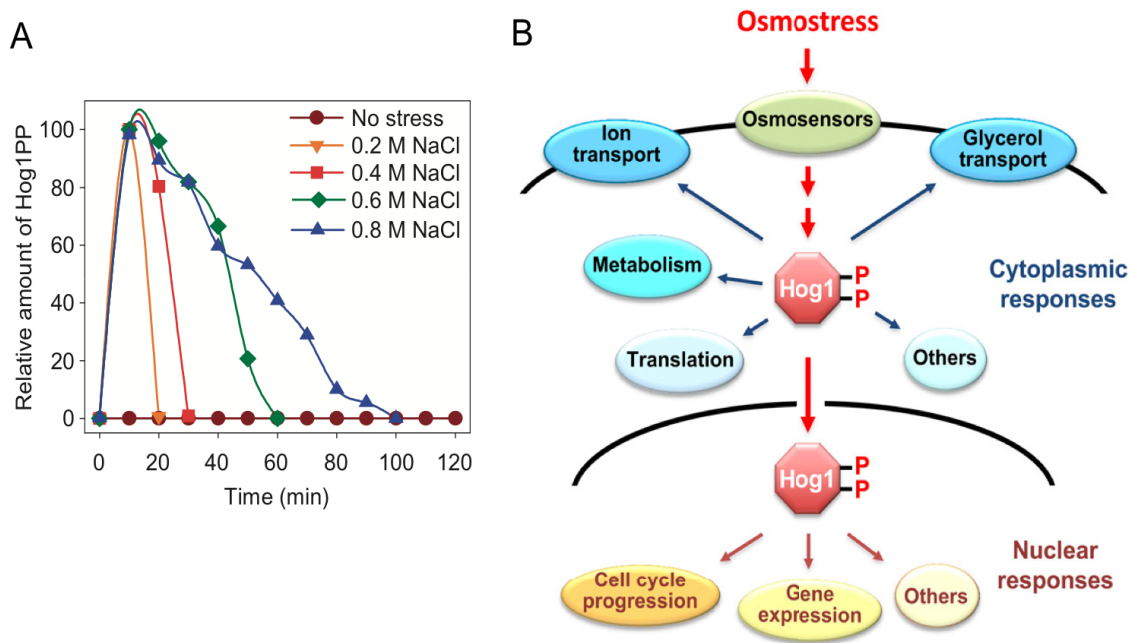 A
Relative amount of Hog1PP
100
80
60
40
20
0
0
20
40
60
80
100
120
Time (min)
No stress
0.2 M NaCl
0.4 M NaCl
0.6 M NaCl
0.8 M NaCl
B
Osmostress
Osmosensors
Ion
transport
Glycerol
transport
Metabolism
Hog1
P
P
Cytoplasmic
responses
Translation
Others
Hog1
P
P
Nuclear
responses
Cell cycle
progression
Gene
expression
Others